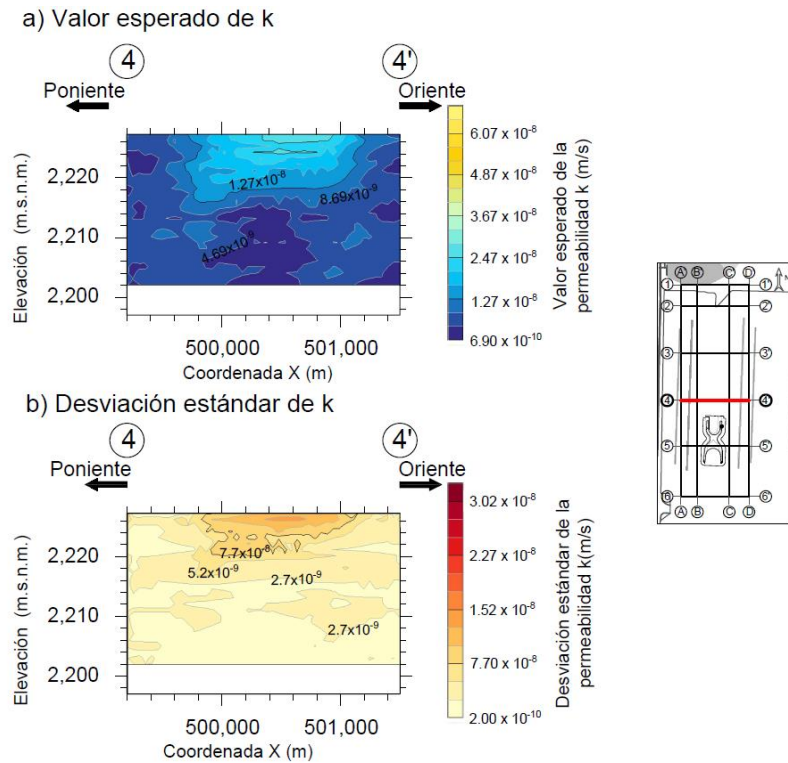 a) Valor esperado de k
4 4'
Poniente Oriente
Elevación (m.s.n.m.)
2,220
2,210
2,200
1.27x10⁻⁸
8.69x10⁻⁹
4.69x10⁻⁹
500,000 501,000
Coordenada X (m)
6.07 x 10⁻⁸
4.87 x 10⁻⁸
3.67 x 10⁻⁸
2.47 x 10⁻⁸
1.27 x 10⁻⁸
6.90 x 10⁻¹⁰
Valor esperado de la
permeabilidad k (m/s)
b) Desviación estándar de k
4 4'
Poniente Oriente
Elevación (m.s.n.m.)
2,220
2,210
2,200
7.7x10⁻⁸
5.2x10⁻⁹
2.7x10⁻⁹
2.7x10⁻⁹
500,000 501,000
Coordenada X (m)
3.02 x 10⁻⁸
2.27 x 10⁻⁸
1.52 x 10⁻⁸
7.70 x 10⁻⁸
2.00 x 10⁻¹⁰
Desviación estándar de la
permeabilidad k(m/s)
A B C D
N
1 1'
2 2'
3 3'
4 4'
5 5'
6 6'
A B C D